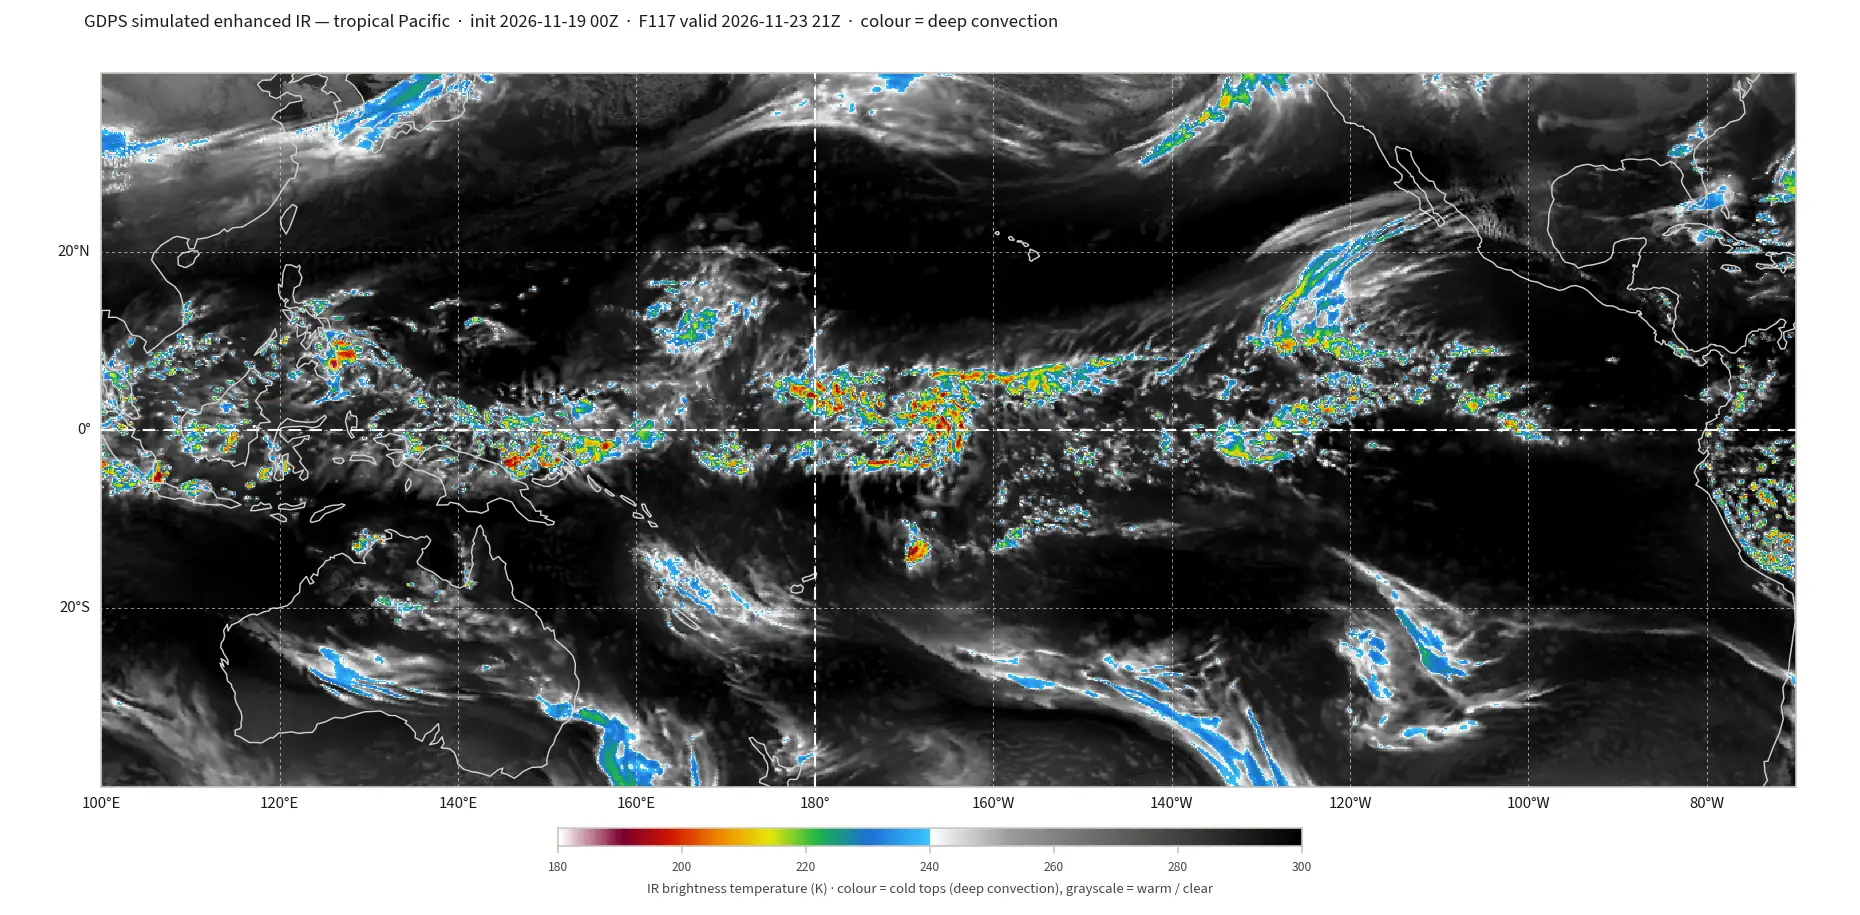 GDPS simulated enhanced IR — tropical Pacific · init 2026-11-19 00Z · F117 valid 2026-11-23 21Z · colour = deep convection
20°N
0°
20°S
100°E 120°E 140°E 160°E 180° 160°W 140°W 120°W 100°W 80°W
180 200 220 240 260 280 300
IR brightness temperature (K) · colour = cold tops (deep convection), grayscale = warm / clear